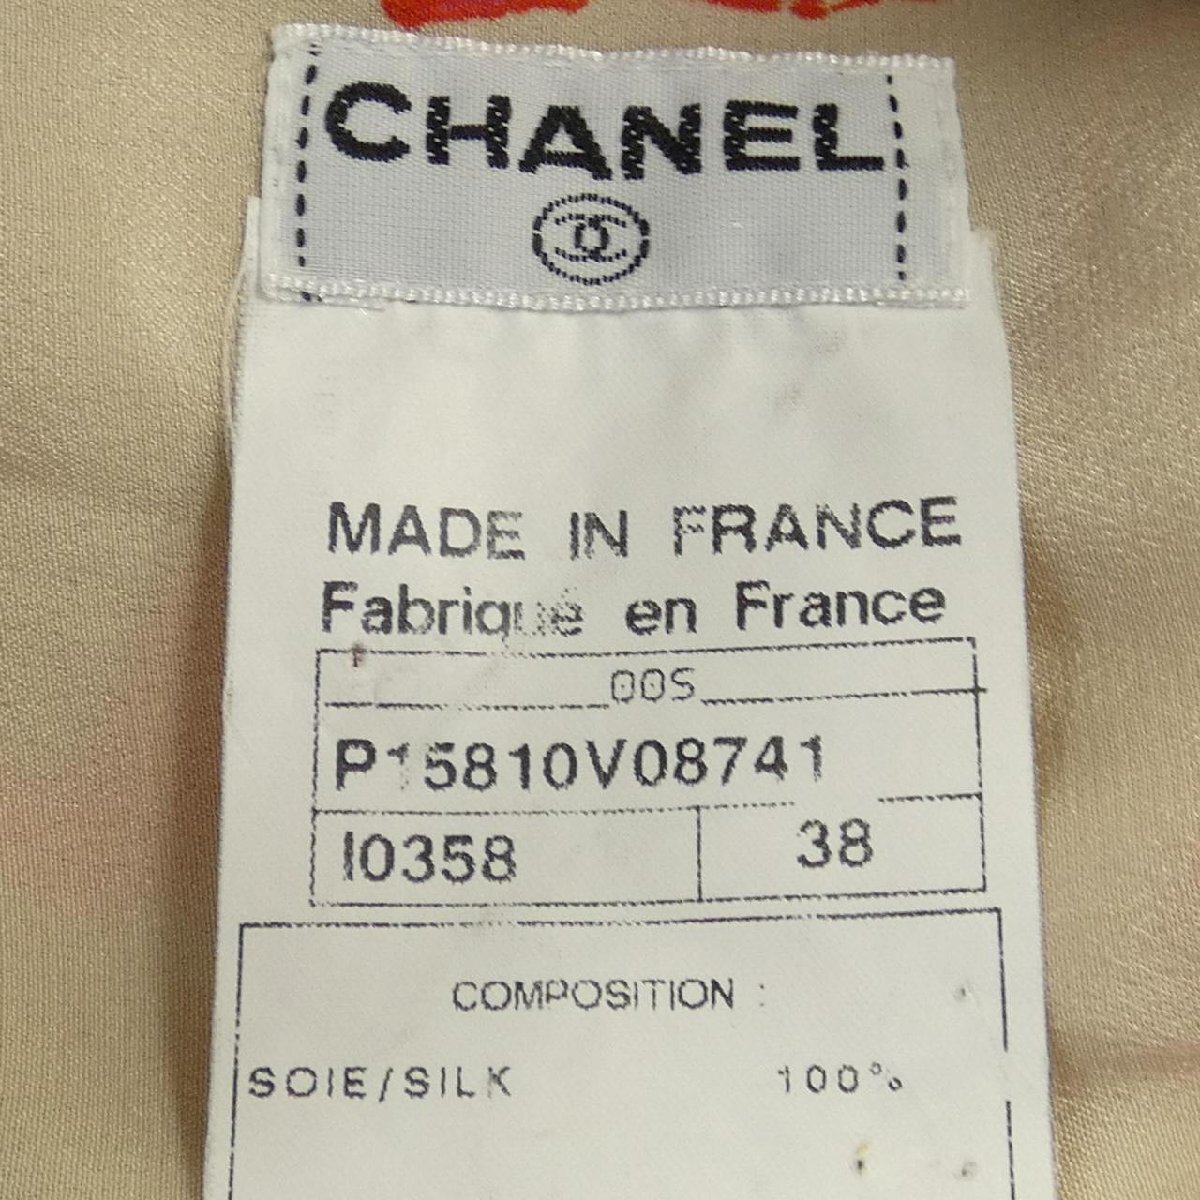 CHANEL
MADE IN FRANCE
Fabriqué en France
00S
P15810V08741
I0358
38
COMPOSITION :
SOIE/SILK 100%